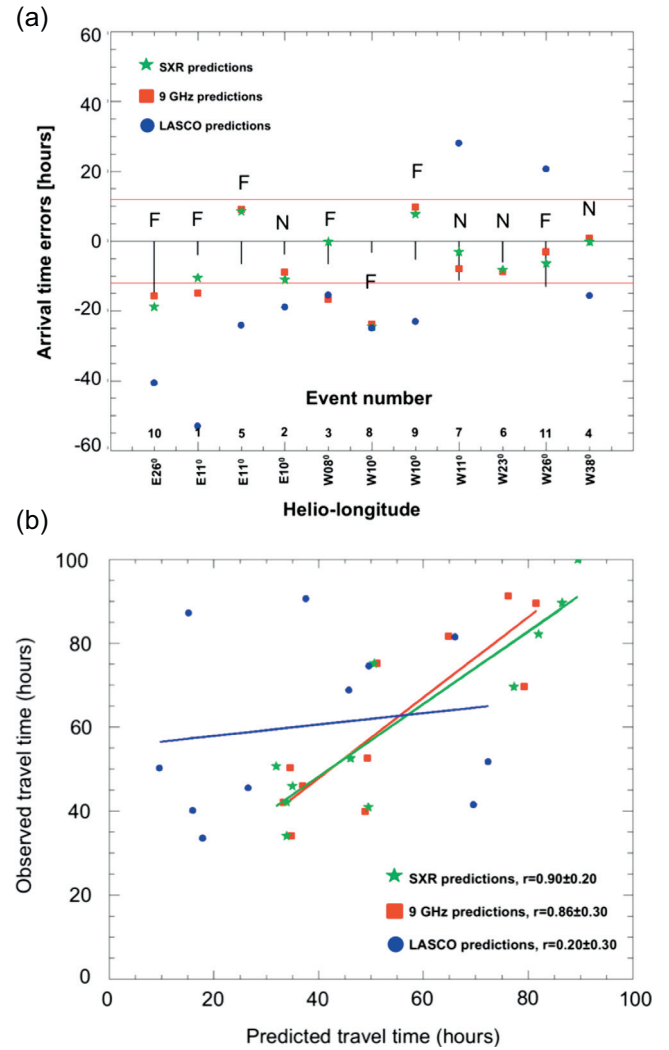 (a)
60
SXR predictions
9 GHz predictions
40
LASCO predictions
20
F
F
F
F
F
N
N
N
F
N
0
F
-20
-40
Event number
10 1 5 2 3 8 9 7 6 11 4
-60
E26⁰ E11⁰ E11⁰ E10⁰ W08⁰ W10⁰ W10⁰ W11⁰ W23⁰ W26⁰ W38⁰
Helio-longitude
Arrival time errors [hours]
(b)
100
80
60
40
20
0
Observed travel time (hours)
SXR predictions, r=0.90±0.20
9 GHz predictions, r=0.86±0.30
LASCO predictions, r=0.20±0.30
0 20 40 60 80 100
Predicted travel time (hours)